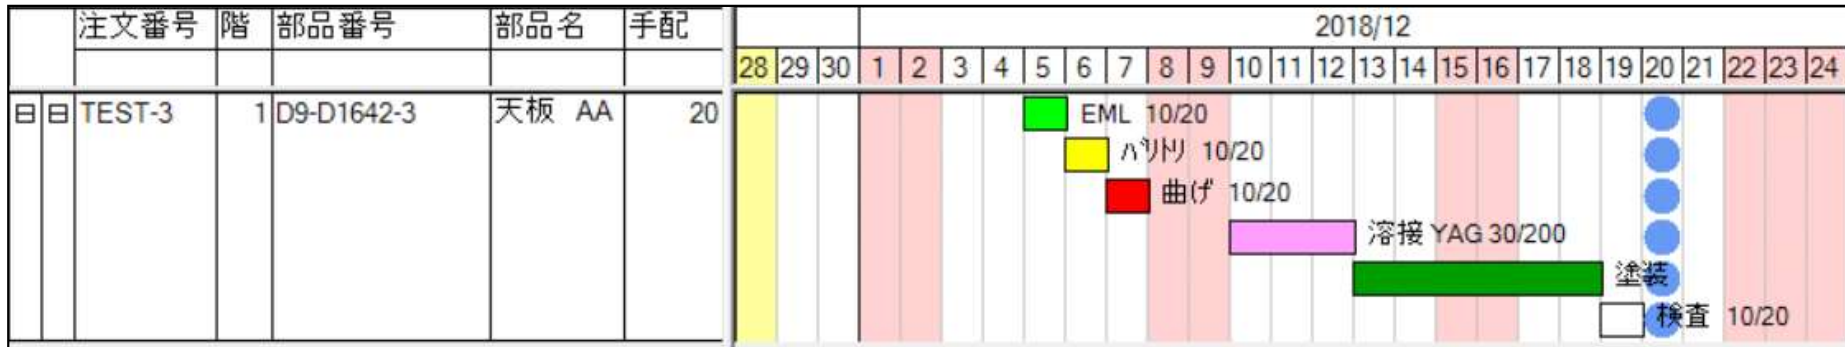 注文番号 階 部品番号 部品名 手配 2018/12
28 29 30 1 2 3 4 5 6 7 8 9 10 11 12 13 14 15 16 17 18 19 20 21 22 23 24
TEST-3 1 D9-D1642-3 天板 AA 20 EML 10/20
ﾊﾞﾘﾄﾘ 10/20
曲げ 10/20
溶接 YAG 30/200
塗装
検査 10/20